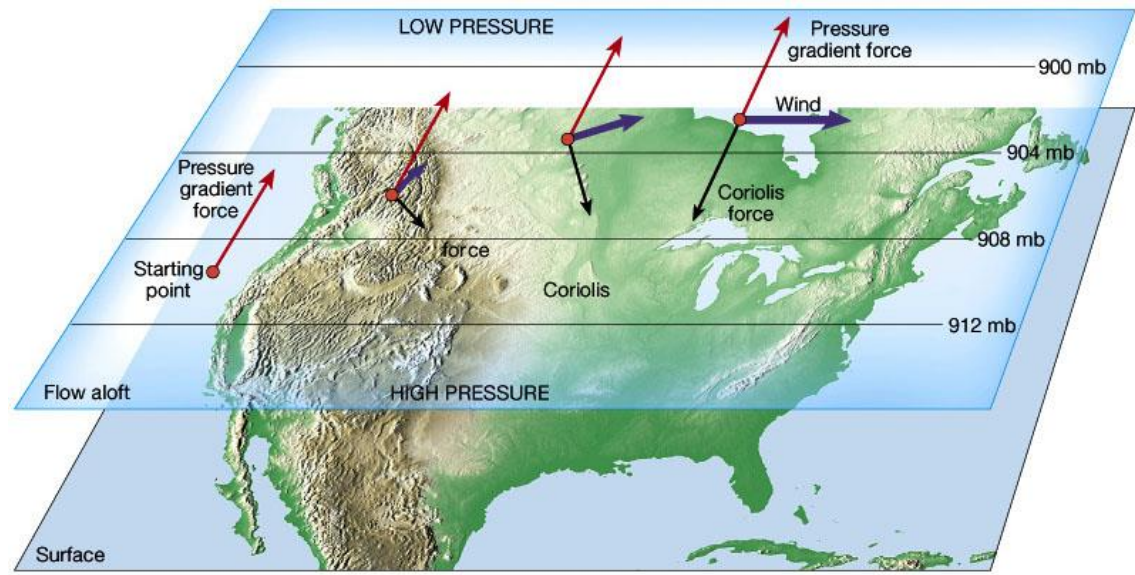 LOW PRESSURE
Pressure
gradient force
900 mb
Wind
904 mb
Pressure
gradient
force
Coriolis
force
908 mb
force
Starting
point
Coriolis
912 mb
Flow aloft
HIGH PRESSURE
Surface